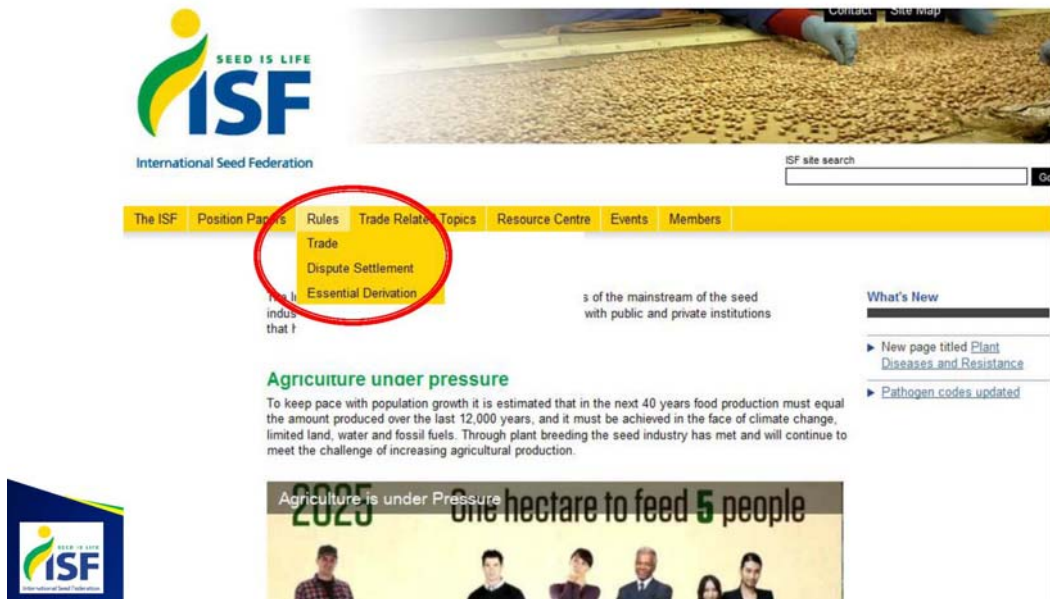 Contact Site Map
SEED IS LIFE
ISF
International Seed Federation
ISF site search
Go
The ISF Position Papers Rules Trade Related Topics Resource Centre Events Members
Trade
Dispute Settlement
Essential Derivation
The s of the mainstream of the seed
indus with public and private institutions
that
What's New
New page titled Plant
Diseases and Resistance
Pathogen codes updated
Agriculture under pressure
To keep pace with population growth it is estimated that in the next 40 years food production must equal
the amount produced over the last 12,000 years, and it must be achieved in the face of climate change,
limited land, water and fossil fuels. Through plant breeding the seed industry has met and will continue to
meet the challenge of increasing agricultural production.
Agriculture is under Pressure
2025 One hectare to feed 5 people
SEED IS LIFE
ISF
International Seed Federation